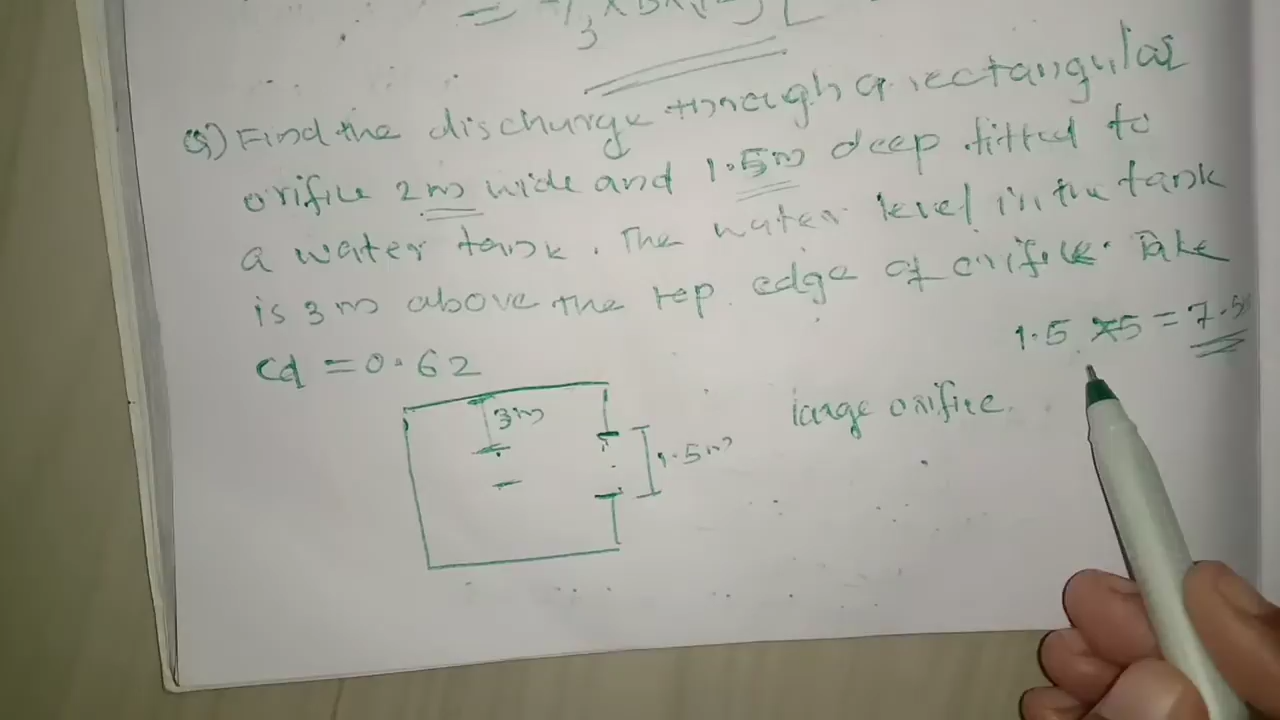 Q) Find the discharge through a rectangular
orifice 2m wide and 1.5m deep fitted to
a water tank. The water level in the tank
is 3m above the top edge of orifice. Take
cd = 0.62
1.5 x 5 = 7.5
3m
large orifice.
1.5m